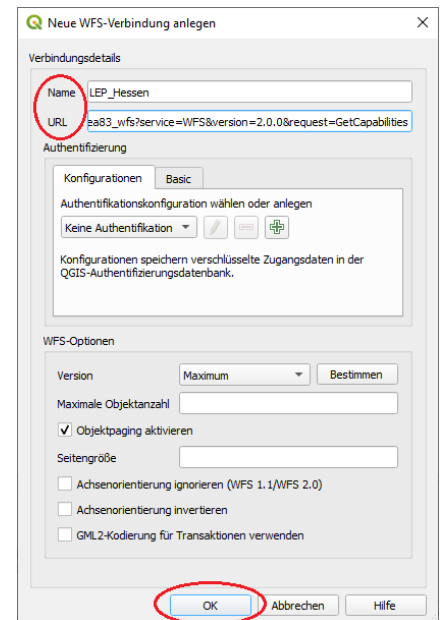 Neue WFS-Verbindung anlegen
Verbindungsdetails
Name LEP_Hessen
URL ea83_wfs?service=WFS&version=2.0.0&request=GetCapabilities
Authentifizierung
Konfigurationen Basic
Authentifikationskonfiguration wählen oder anlegen
Keine Authentifikation
Konfigurationen speichern verschlüsselte Zugangsdaten in der
QGIS-Authentifizierungsdatenbank.
WFS-Optionen
Version Maximum Bestimmen
Maximale Objektanzahl
Objektpaging aktivieren
Seitengröße
Achsenorientierung ignorieren (WFS 1.1/WFS 2.0)
Achsenorientierung invertieren
GML2-Kodierung für Transaktionen verwenden
OK Abbrechen Hilfe